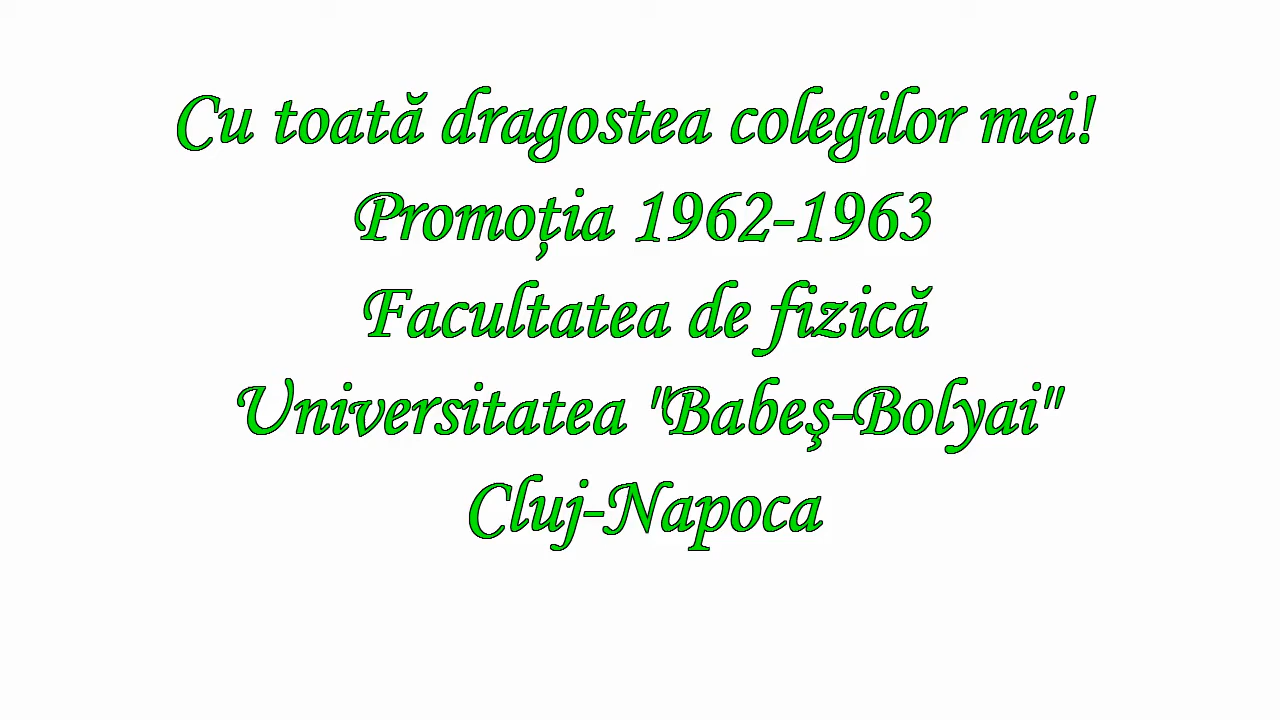 Cu toată dragostea colegilor mei!
Promoția 1962-1963
Facultatea de fizică
Universitatea "Babeş-Bolyai"
Cluj-Napoca